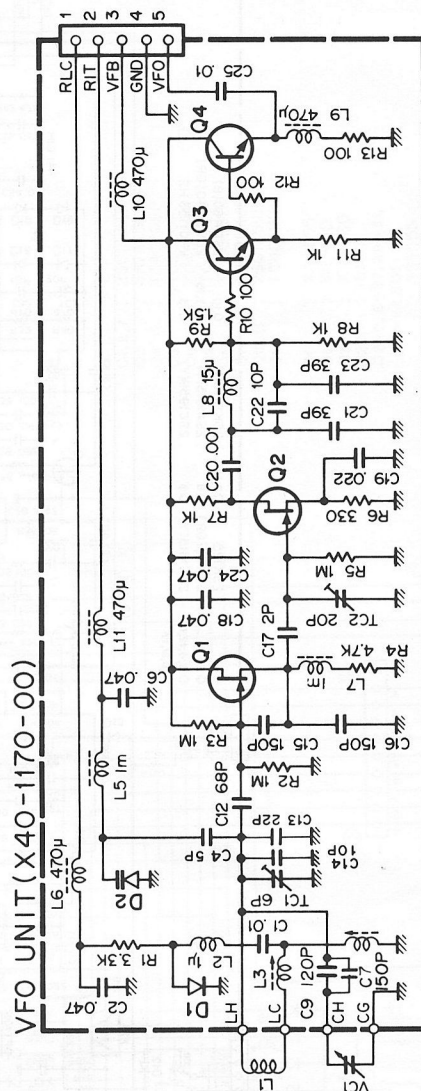 VFO UNIT (X40-1170-00)
RLC 1
RIT 2
VFB 3
GND 4
VFO 5
L6 470μ
L11 470μ
L10 470μ
C25 .01
Q4
L9 470μ
R13 100
R12 100
Q3
R11 1K
R10 100
R9 1.5K
R8 1K
L8 15μ
C23 39P
C22 10P
C21 39P
C20 .001
Q2
C19 .022
R7 1K
R6 330
C24 .047
R5 1M
TC2 20P
C18 .047
C17 2P
Q1
R4 4.7K
1m
L7
R3 1M
C15 150P
C16 150P
R2 1M
C12 68P
C6 .047
L5 1m
D2
C4 5P
C13 22P
C14 10P
TC1 6P
R1 3.3K
C2 .047
D1
L2 1μ
C1 .01
L3
LH
LC
C9 120P
CH
C7 150P
CG
L1
VC1